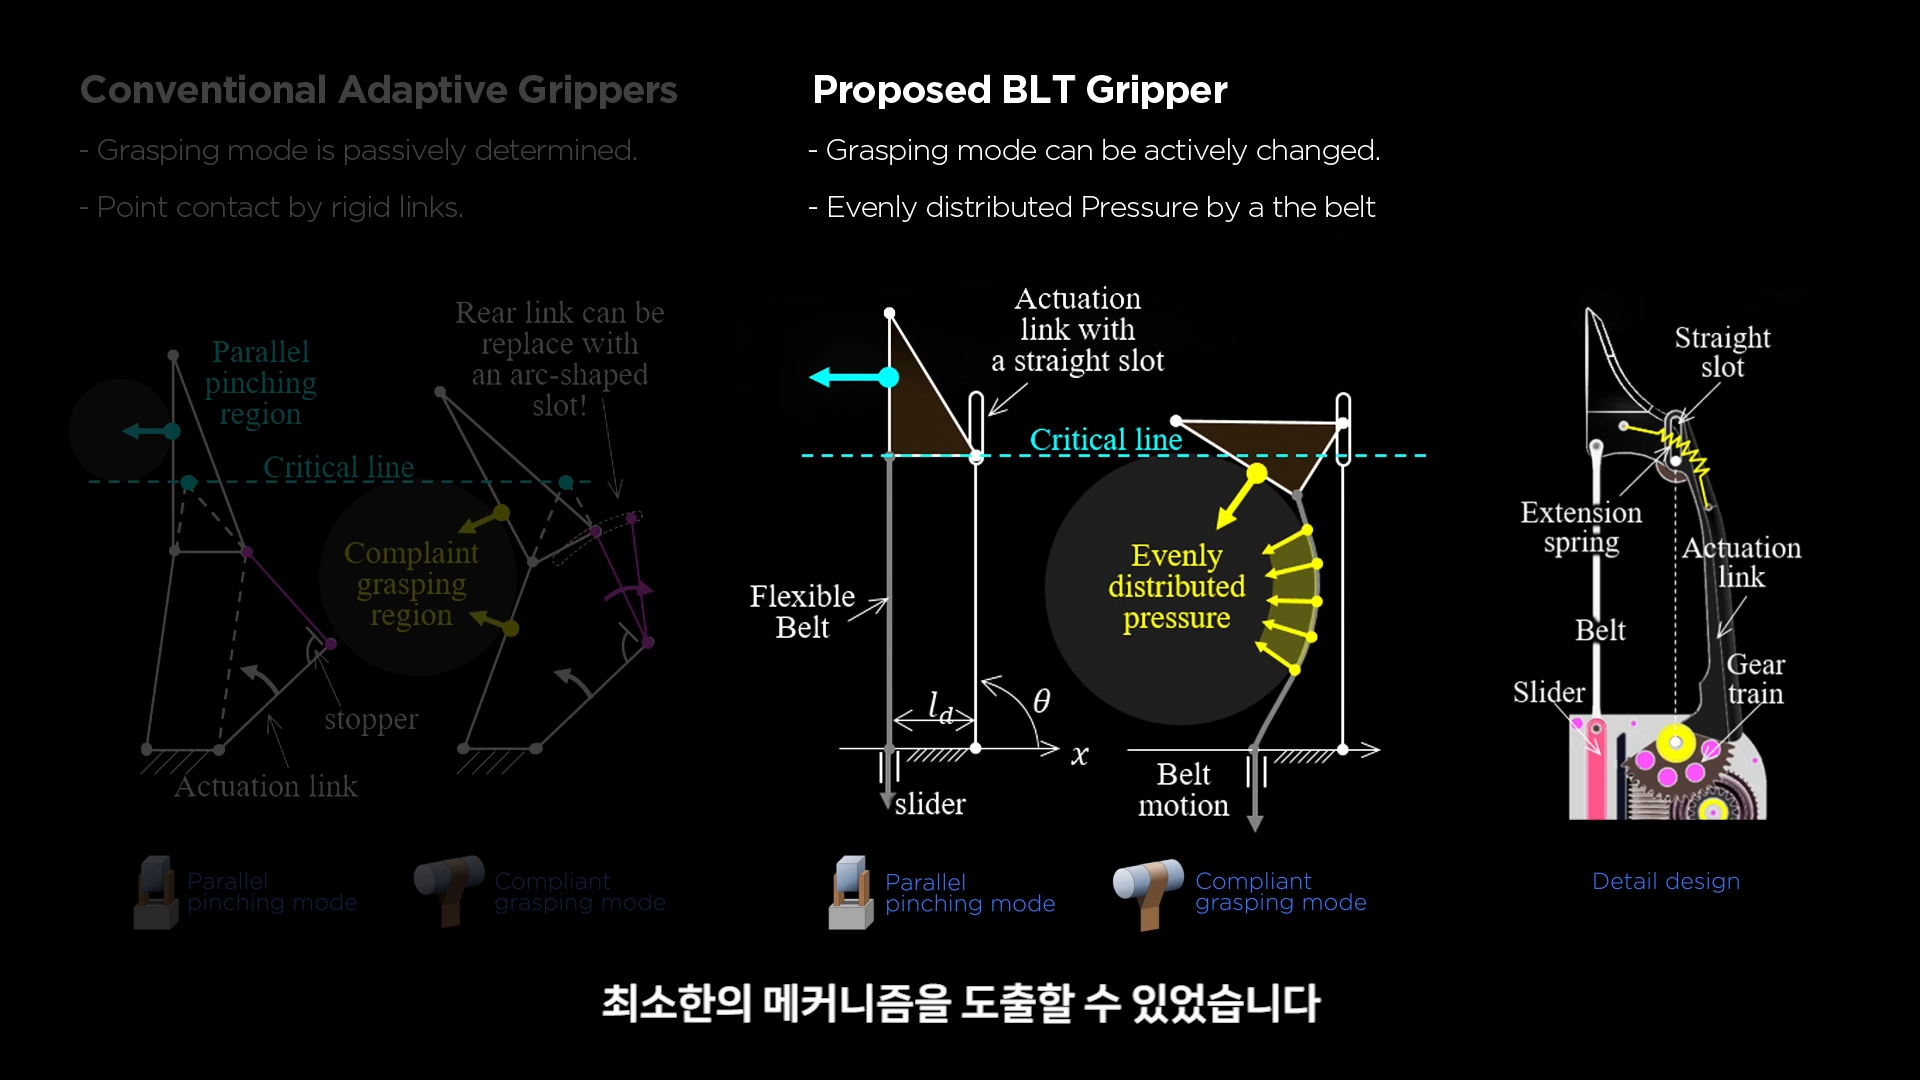 Conventional Adaptive Grippers
- Grasping mode is passively determined.
- Point contact by rigid links.
Parallel
pinching
region
Critical line
Rear link can be
replace with
an arc-shaped
slot!
Complaint
grasping
region
stopper
Actuation link
Parallel
pinching mode
Compliant
grasping mode
Proposed BLT Gripper
- Grasping mode can be actively changed.
- Evenly distributed Pressure by a the belt
Actuation
link with
a straight slot
Critical line
Flexible
Belt
Evenly
distributed
pressure
l_d
θ
x
slider
Belt
motion
Parallel
pinching mode
Compliant
grasping mode
Straight
slot
Extension
spring
Actuation
link
Belt
Gear
train
Slider
Detail design
최소한의 메커니즘을 도출할 수 있었습니다